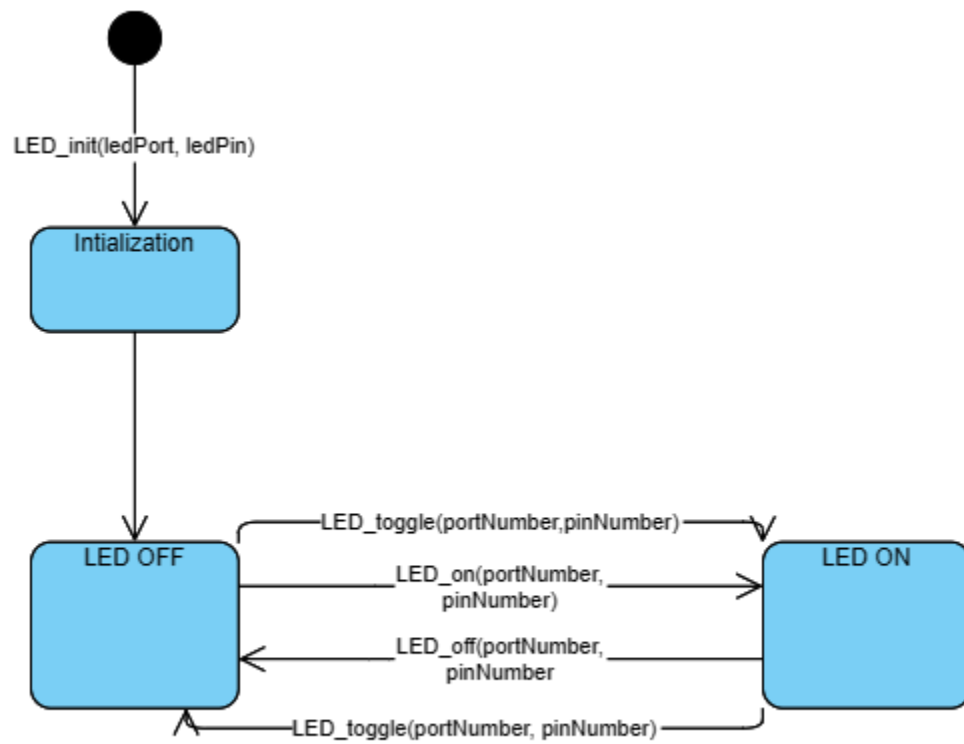 LED_init(ledPort, ledPin)
Intialization
LED OFF
LED_toggle(portNumber,pinNumber)
LED ON
LED_on(portNumber,
pinNumber)
LED_off(portNumber,
pinNumber
LED_toggle(portNumber, pinNumber)